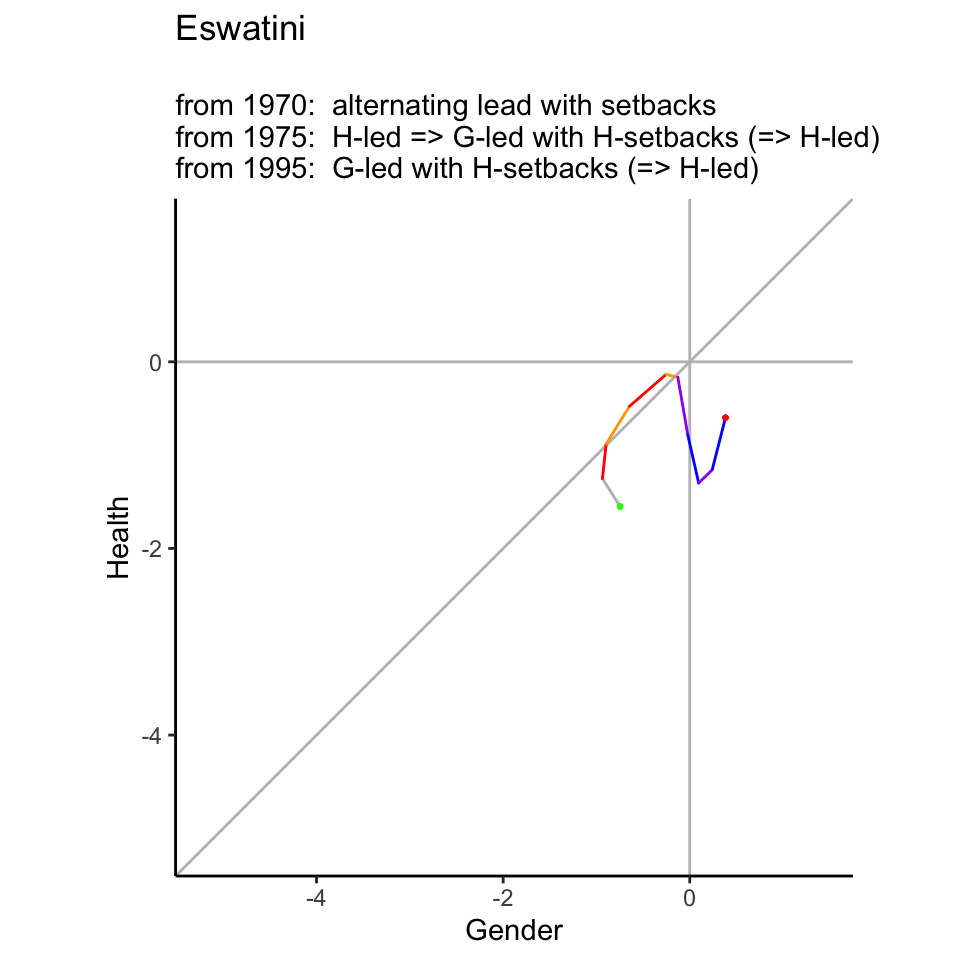 Eswatini
from 1970:  alternating lead with setbacks
from 1975:  H-led => G-led with H-setbacks (=> H-led)
from 1995:  G-led with H-setbacks (=> H-led)
0
-2
-4
Health
-4
-2
0
Gender